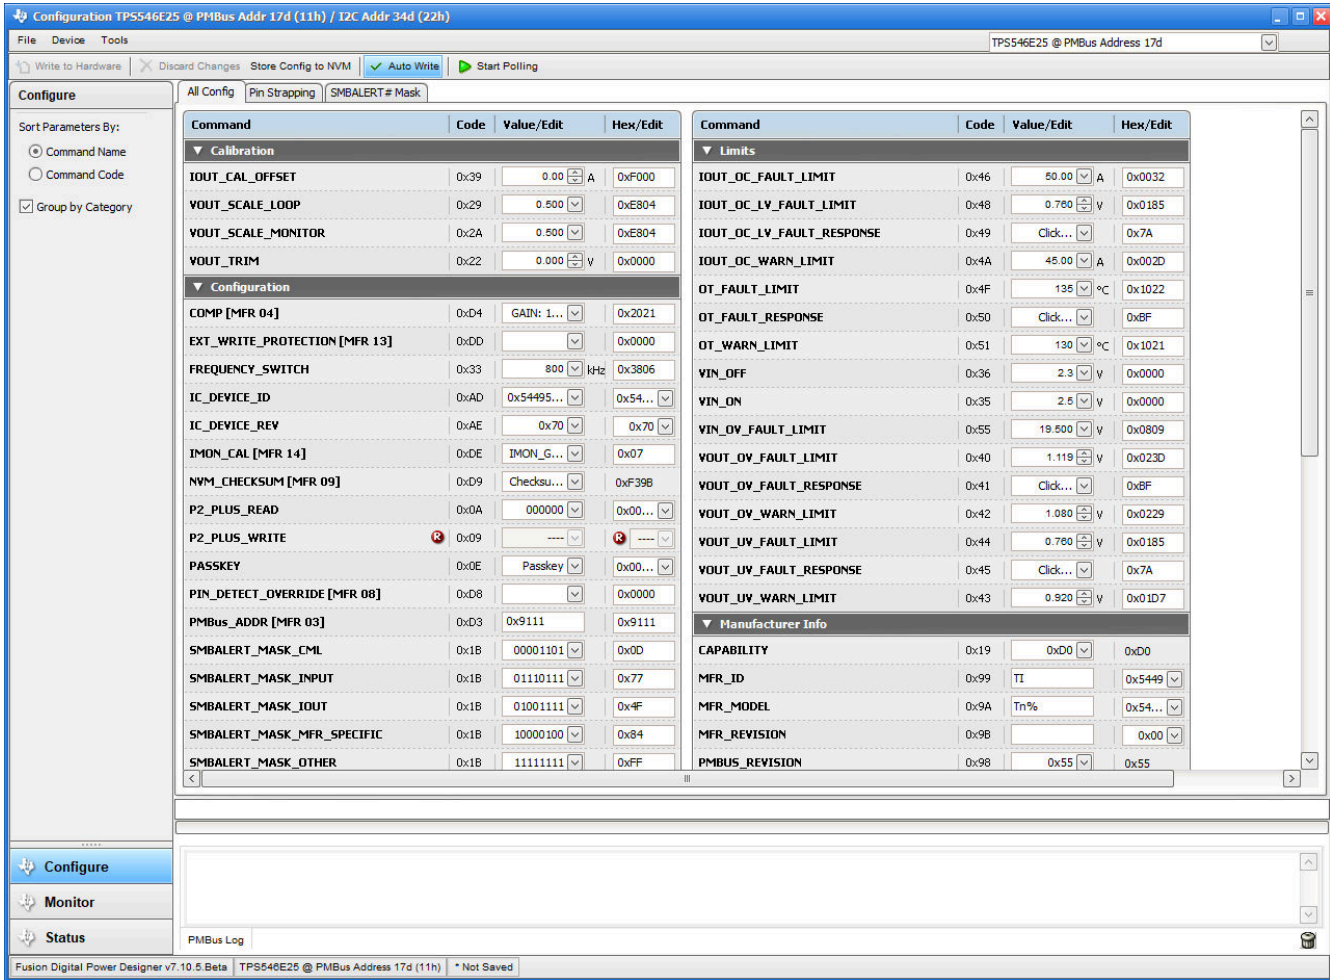 Configuration TPS546E25 @ PMBus Addr 17d (11h) / I2C Addr 34d (22h)
File Device Tools
TPS546E25 @ PMBus Address 17d
Write to Hardware Discard Changes Store Config to NVM Auto Write Start Polling
Configure
Sort Parameters By:
Command Name
Command Code
Group by Category
All Config Pin Strapping SMBALERT# Mask
Command Code Value/Edit Hex/Edit
Calibration
IOUT_CAL_OFFSET 0x39 0.00 A 0xF000
VOUT_SCALE_LOOP 0x29 0.500 0xE804
VOUT_SCALE_MONITOR 0x2A 0.500 0xE804
VOUT_TRIM 0x22 0.000 V 0x0000
Configuration
COMP [MFR 04] 0xD4 GAIN: 1... 0x2021
EXT_WRITE_PROTECTION [MFR 13] 0xDD 0x0000
FREQUENCY_SWITCH 0x33 800 kHz 0x3806
IC_DEVICE_ID 0xAD 0x54495... 0x54...
IC_DEVICE_REV 0xAE 0x70 0x70
IMON_CAL [MFR 14] 0xDE IMON_G... 0x07
NVM_CHECKSUM [MFR 09] 0xD9 Checksu... 0xF39B
P2_PLUS_READ 0x0A 000000 0x00...
P2_PLUS_WRITE R 0x09 ---- R ----
PASSKEY 0x0E Passkey 0x00...
PIN_DETECT_OVERRIDE [MFR 08] 0xD8 0x0000
PMBus_ADDR [MFR 03] 0xD3 0x9111 0x9111
SMBALERT_MASK_CML 0x1B 00001101 0x0D
SMBALERT_MASK_INPUT 0x1B 01110111 0x77
SMBALERT_MASK_IOUT 0x1B 01001111 0x4F
SMBALERT_MASK_MFR_SPECIFIC 0x1B 10000100 0x84
SMBALERT_MASK_OTHER 0x1B 11111111 0xFF
Command Code Value/Edit Hex/Edit
Limits
IOUT_OC_FAULT_LIMIT 0x46 50.00 A 0x0032
IOUT_OC_LV_FAULT_LIMIT 0x48 0.760 V 0x0185
IOUT_OC_LV_FAULT_RESPONSE 0x49 Click... 0x7A
IOUT_OC_WARN_LIMIT 0x4A 45.00 A 0x002D
OT_FAULT_LIMIT 0x4F 135 °C 0x1022
OT_FAULT_RESPONSE 0x50 Click... 0xBF
OT_WARN_LIMIT 0x51 130 °C 0x1021
VIN_OFF 0x36 2.3 V 0x0000
VIN_ON 0x35 2.5 V 0x0000
VIN_OV_FAULT_LIMIT 0x55 19.500 V 0x0809
VOUT_OV_FAULT_LIMIT 0x40 1.119 V 0x023D
VOUT_OV_FAULT_RESPONSE 0x41 Click... 0xBF
VOUT_OV_WARN_LIMIT 0x42 1.080 V 0x0229
VOUT_UV_FAULT_LIMIT 0x44 0.760 V 0x0185
VOUT_UV_FAULT_RESPONSE 0x45 Click... 0x7A
VOUT_UV_WARN_LIMIT 0x43 0.920 V 0x01D7
Manufacturer Info
CAPABILITY 0x19 0xD0 0xD0
MFR_ID 0x99 TI 0x5449
MFR_MODEL 0x9A Tn% 0x54...
MFR_REVISION 0x9B 0x00
PMBUS_REVISION 0x98 0x55 0x55
Configure
Monitor
Status
PMBus Log
Fusion Digital Power Designer v7.10.5.Beta TPS546E25 @ PMBus Address 17d (11h) * Not Saved